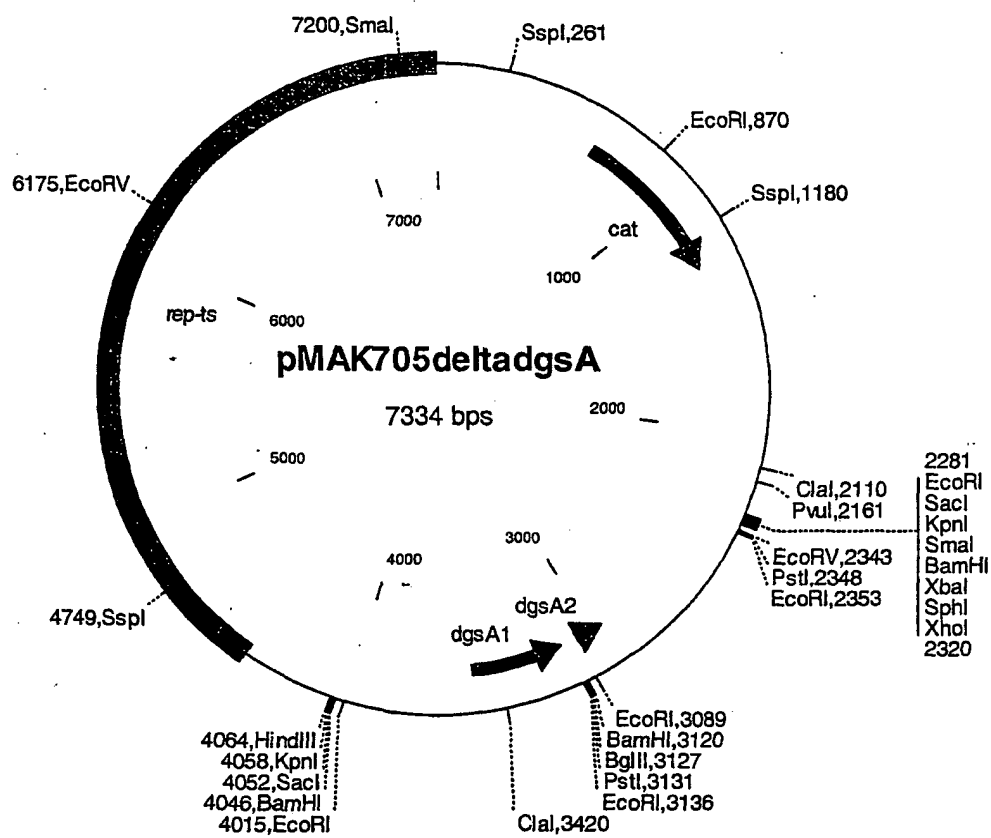 7200,SmaI
SspI,261
EcoRI,870
6175,EcoRV
SspI,1180
cat
7000
1000
rep-ts
6000
pMAK705deltadgsA
7334 bps
2000
5000
2281
EcoRI
SacI
KpnI
SmaI
BamHI
XbaI
SphI
XhoI
2320
ClaI,2110
PvuI,2161
EcoRV,2343
PstI,2348
EcoRI,2353
3000
4000
4749,SspI
dgsA2
dgsA1
EcoRI,3089
BamHI,3120
BglII,3127
PstI,3131
EcoRI,3136
4064,HindIII
4058,KpnI
4052,SacI
4046,BamHI
4015,EcoRI
ClaI,3420